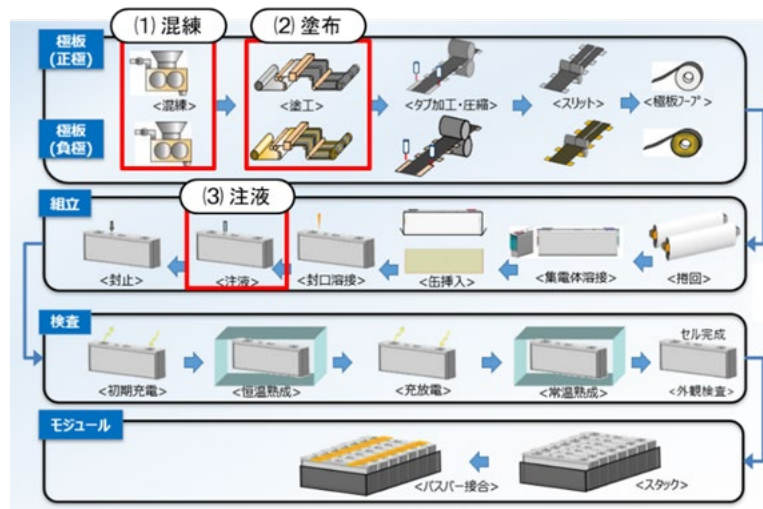 (1) 混練
(2) 塗布
極板
(正極)
<混練>
<塗工>
<タブ加工・圧縮>
<スリット>
<極板フープ>
極板
(負極)
組立
(3) 注液
<封止>
<注液>
<封口溶接>
<缶挿入>
<集電体溶接>
<捲回>
検査
セル完成
<初期充電>
<恒温熟成>
<充放電>
<常温熟成>
<外観検査>
モジュール
<バスバー接合>
<スタック>